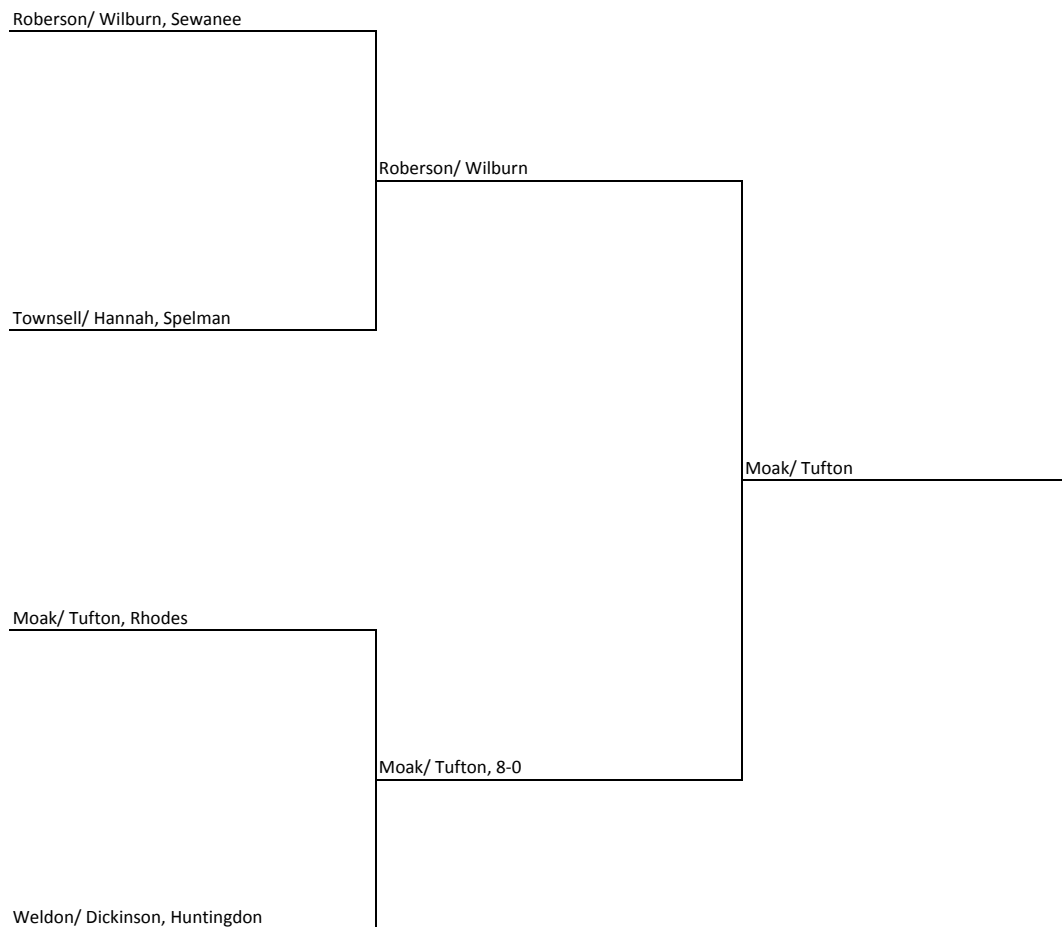 Roberson/ Wilburn, Sewanee
Roberson/ Wilburn
Townsell/ Hannah, Spelman
Moak/ Tufton
Moak/ Tufton, Rhodes
Moak/ Tufton, 8-0
Weldon/ Dickinson, Huntingdon